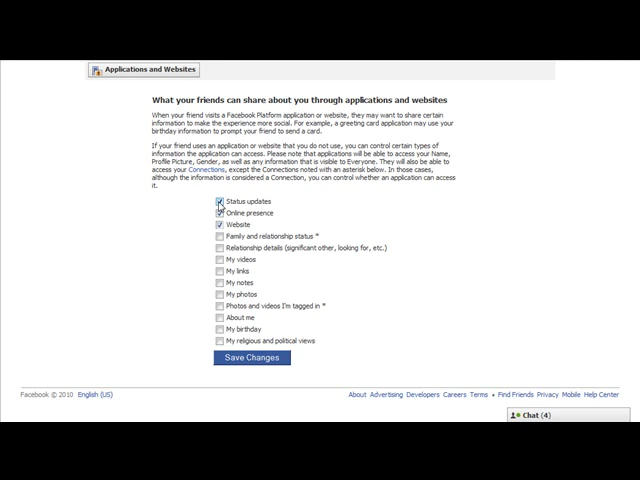 Applications and Websites
What your friends can share about you through applications and websites
When your friend visits a Facebook Platform application or website, they may want to share certain
information to make the experience more social. For example, a greeting card application may use your
birthday information to prompt your friend to send a card.
If your friend uses an application or website that you do not use, you can control certain types of
information the application can access. Please note that applications will be able to access your Name,
Profile Picture, Gender, as well as any information that is visible to Everyone. They will also be able to
access your Connections, except the Connections noted with an asterisk below. In those cases,
although the information is considered a Connection, you can control whether an application can access
it.
Status updates
Online presence
Website
Family and relationship status *
Relationship details (significant other, looking for, etc.)
My videos
My links
My notes
My photos
Photos and videos I'm tagged in *
About me
My birthday
My religious and political views
Save Changes
Facebook © 2010 English (US) About Advertising Developers Careers Terms • Find Friends Privacy Mobile Help Center
Chat (4)